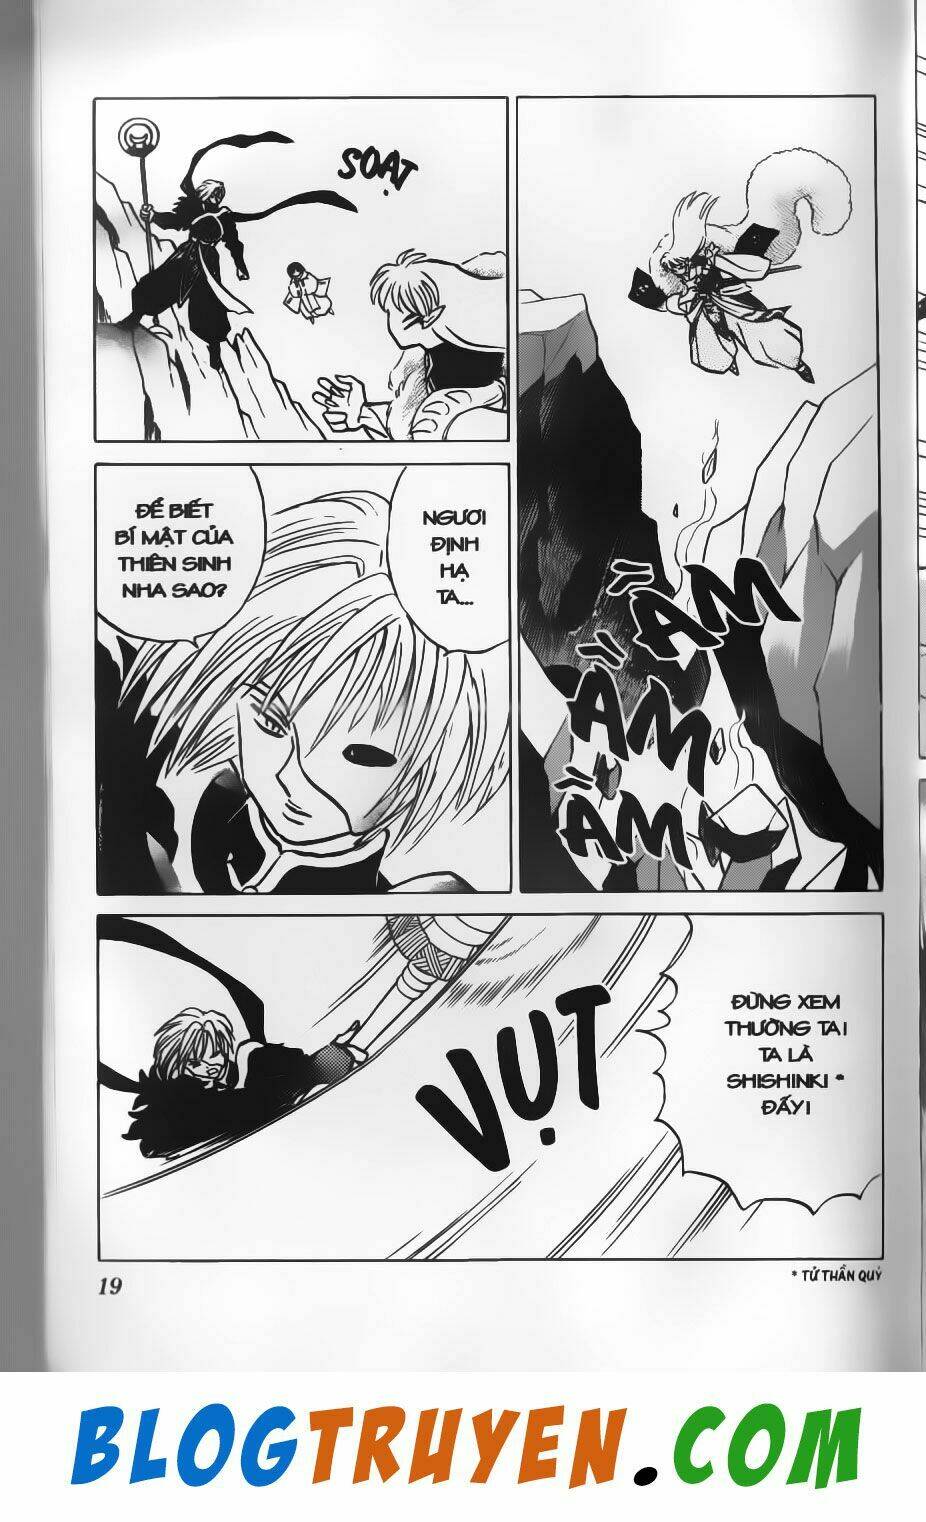 ẦM
ẦM
ẦM
SOẠT
NGƯƠI
ĐỊNH
HẠ
TA...
ĐỂ BIẾT
BÍ MẬT CỦA
THIÊN SINH
NHA SAO?
ĐỪNG XEM
THƯỜNG TA!
TA LÀ
SHISHINKI *
ĐẤY!
VỤT
* TỬ THẦN QUỶ
19
BLOGTRUYEN.COM